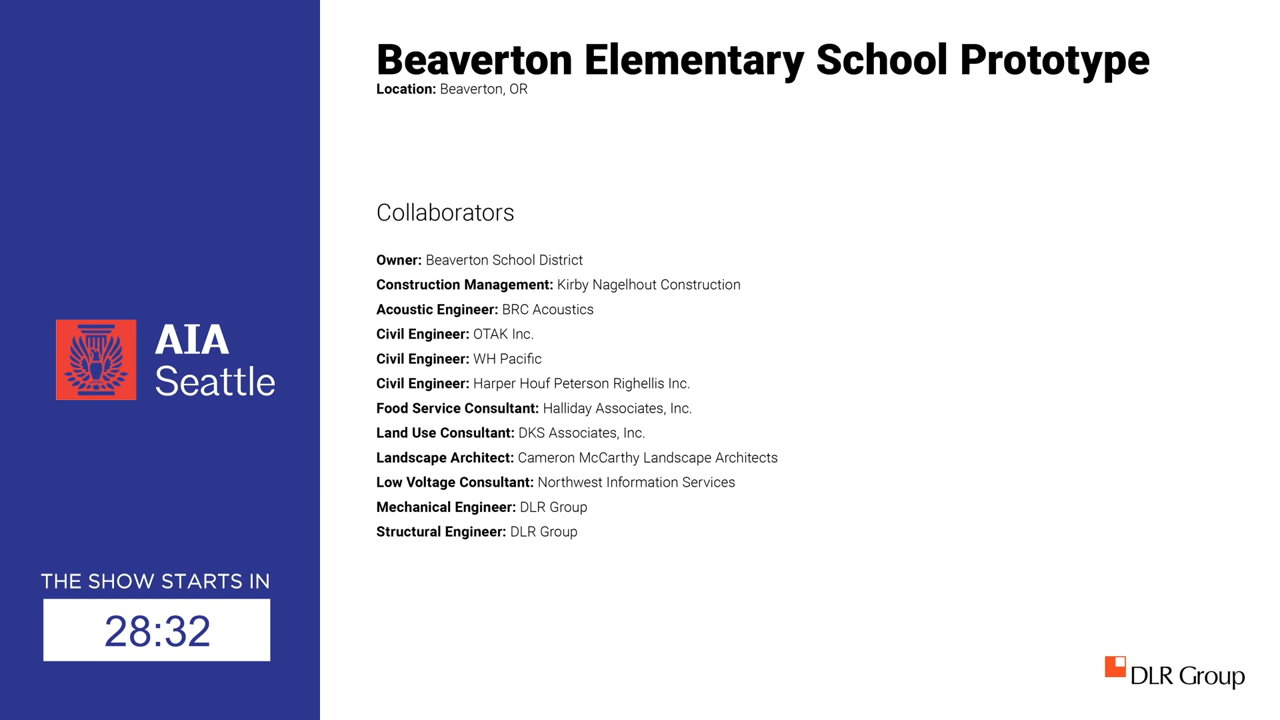 Beaverton Elementary School Prototype
Location: Beaverton, OR
Collaborators
Owner: Beaverton School District
Construction Management: Kirby Nagelhout Construction
Acoustic Engineer: BRC Acoustics
Civil Engineer: OTAK Inc.
Civil Engineer: WH Pacific
Civil Engineer: Harper Houf Peterson Righellis Inc.
Food Service Consultant: Halliday Associates, Inc.
Land Use Consultant: DKS Associates, Inc.
Landscape Architect: Cameron McCarthy Landscape Architects
Low Voltage Consultant: Northwest Information Services
Mechanical Engineer: DLR Group
Structural Engineer: DLR Group
AIA
Seattle
THE SHOW STARTS IN
28:32
DLR Group